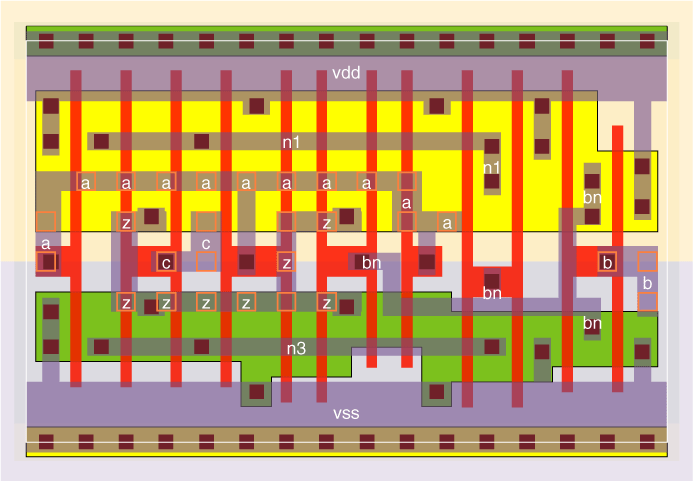 vdd
n1
n1
a a a a a a a a
bn
a
z z a
a c
c z bn b
b
bn
z z z z z
bn
n3
vss